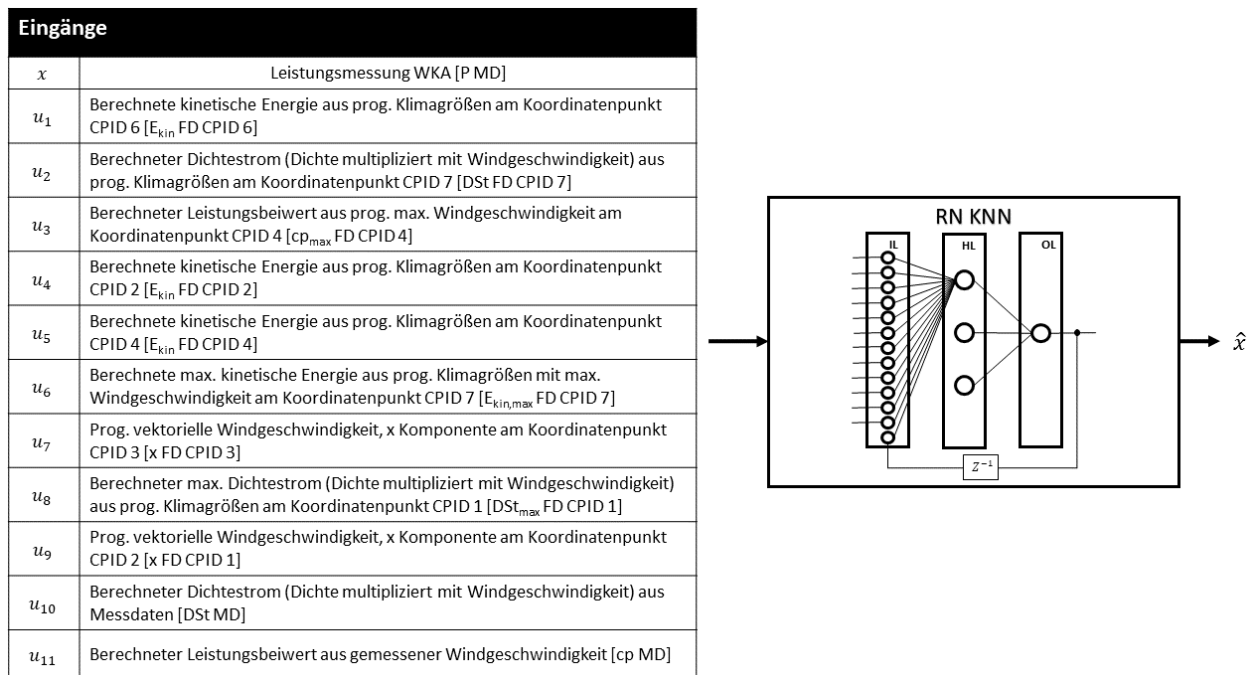 Eingänge
x Leistungsmessung WKA [P MD]
u₁ Berechnete kinetische Energie aus prog. Klimagrößen am Koordinatenpunkt
CPID 6 [Eₖᵢₙ FD CPID 6]
u₂ Berechneter Dichtestrom (Dichte multipliziert mit Windgeschwindigkeit) aus
prog. Klimagrößen am Koordinatenpunkt CPID 7 [DSt FD CPID 7]
u₃ Berechneter Leistungsbeiwert aus prog. max. Windgeschwindigkeit am
Koordinatenpunkt CPID 4 [cpₘₐₓ FD CPID 4]
u₄ Berechnete kinetische Energie aus prog. Klimagrößen am Koordinatenpunkt
CPID 2 [Eₖᵢₙ FD CPID 2]
u₅ Berechnete kinetische Energie aus prog. Klimagrößen am Koordinatenpunkt
CPID 4 [Eₖᵢₙ FD CPID 4]
u₆ Berechnete max. kinetische Energie aus prog. Klimagrößen mit max.
Windgeschwindigkeit am Koordinatenpunkt CPID 7 [Eₖᵢₙ,ₘₐₓ FD CPID 7]
u₇ Prog. vektorielle Windgeschwindigkeit, x Komponente am Koordinatenpunkt
CPID 3 [x FD CPID 3]
u₈ Berechneter max. Dichtestrom (Dichte multipliziert mit Windgeschwindigkeit)
aus prog. Klimagrößen am Koordinatenpunkt CPID 1 [DStₘₐₓ FD CPID 1]
u₉ Prog. vektorielle Windgeschwindigkeit, x Komponente am Koordinatenpunkt
CPID 2 [x FD CPID 1]
u₁₀ Berechneter Dichtestrom (Dichte multipliziert mit Windgeschwindigkeit) aus
Messdaten [DSt MD]
u₁₁ Berechneter Leistungsbeiwert aus gemessener Windgeschwindigkeit [cp MD]
RN KNN
IL HL OL
Z⁻¹
x̂